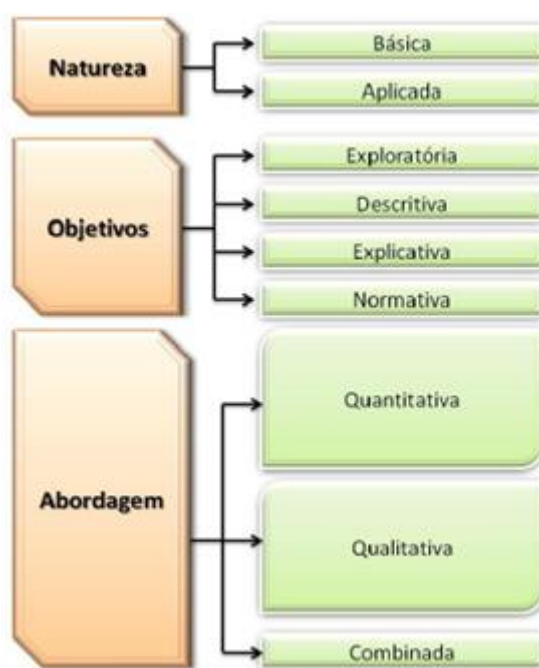 Natureza
Básica
Aplicada
Objetivos
Exploratória
Descritiva
Explicativa
Normativa
Abordagem
Quantitativa
Qualitativa
Combinada